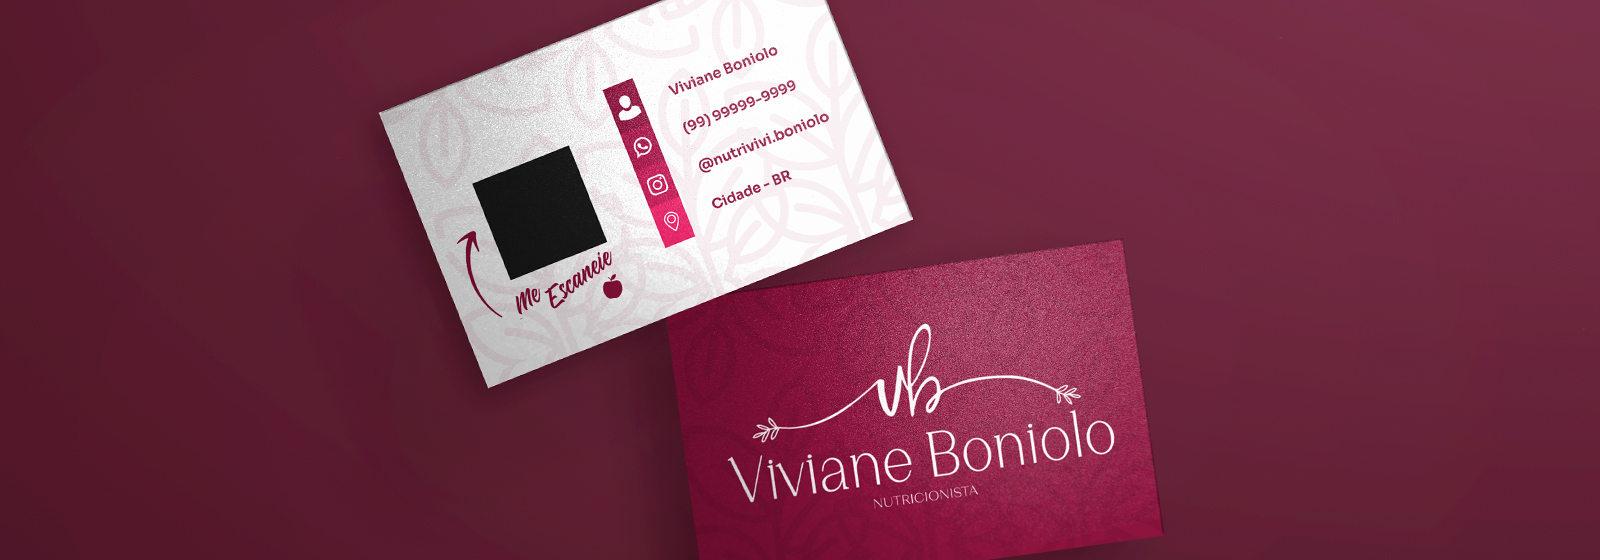 Viviane Boniolo
(99) 99999-9999
@nutrivivi.boniolo
Cidade - BR
Me Escaneie
vb
Viviane Boniolo
NUTRICIONISTA